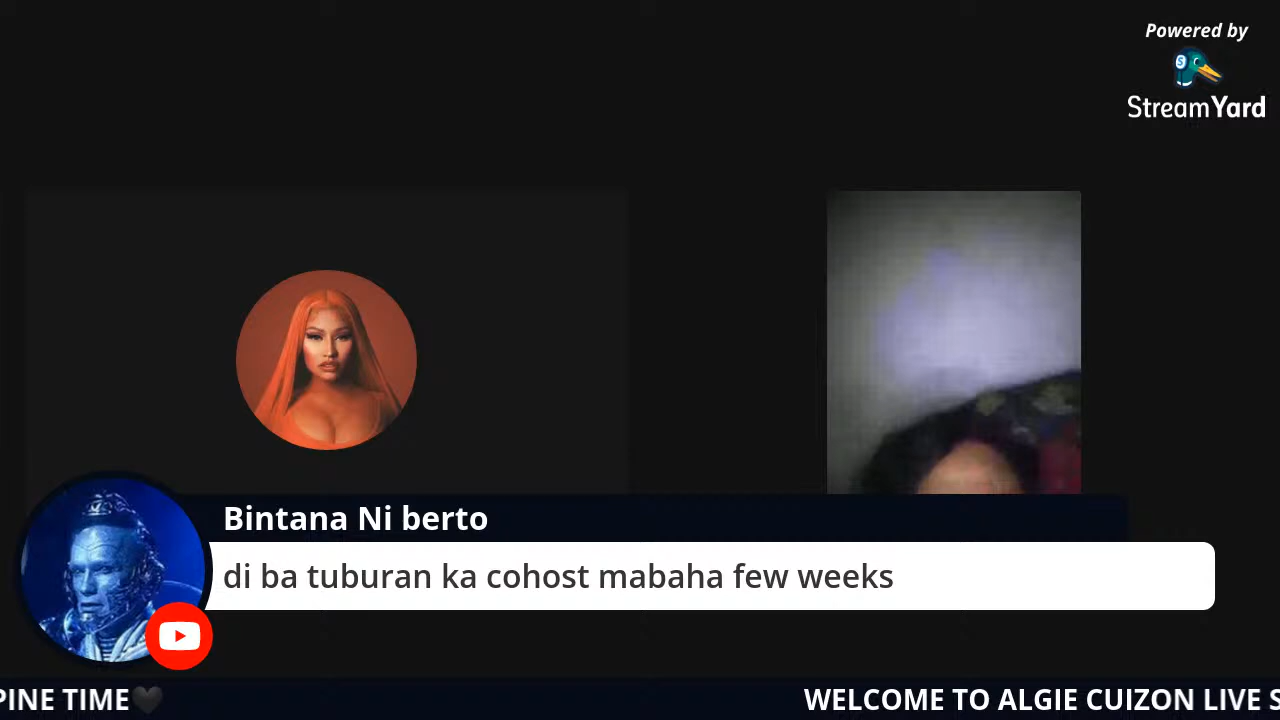 Powered by
StreamYard
Bintana Ni berto
di ba tuburan ka cohost mabaha few weeks
PINE TIME🖤
WELCOME TO ALGIE CUIZON LIVE S